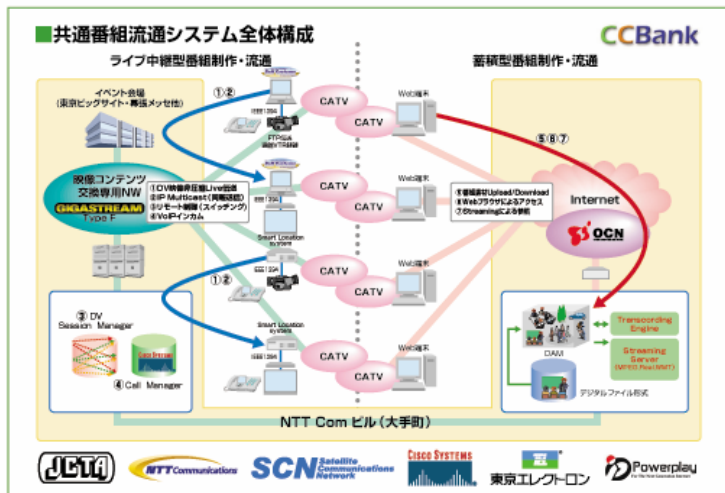 ■共通番組流通システム全体構成
CCBank
ライブ中継型番組制作・流通
蓄積型番組制作・流通
イベント会場
(東京ビッグサイト・幕張メッセ他)
①②
IEEE1394
CATV
Web端末
CATV
⑤⑥⑦
映像コンテンツ
交換専用NW
GIGASTREAM
Type F
①DV映像非圧縮Live伝送
②IP Multicast(同報通信)
③リモート制御(スイッチング)
④VoIPインカム
IEEE1394
CATV
Web端末
CATV
⑤番組素材Upload/Download
⑥Webブラウザによるアクセス
⑦Streamingによる参照
Internet
OCN
Smart Location
system
①②
IEEE1394
CATV
Web端末
CATV
③ DV
Session Manager
CISCO SYSTEMS
④ Call Manager
Smart Location
system
IEEE1394
CATV
Web端末
CATV
DAM
Transcording
Engine
Streaming
Server
(MPEG,Real,WMT)
デジタルファイル形式
NTT Com ビル(大手町)
JCTA
NTT Communications
SCN Satellite
Communications
Network
CISCO SYSTEMS
東京エレクトロン
Powerplay